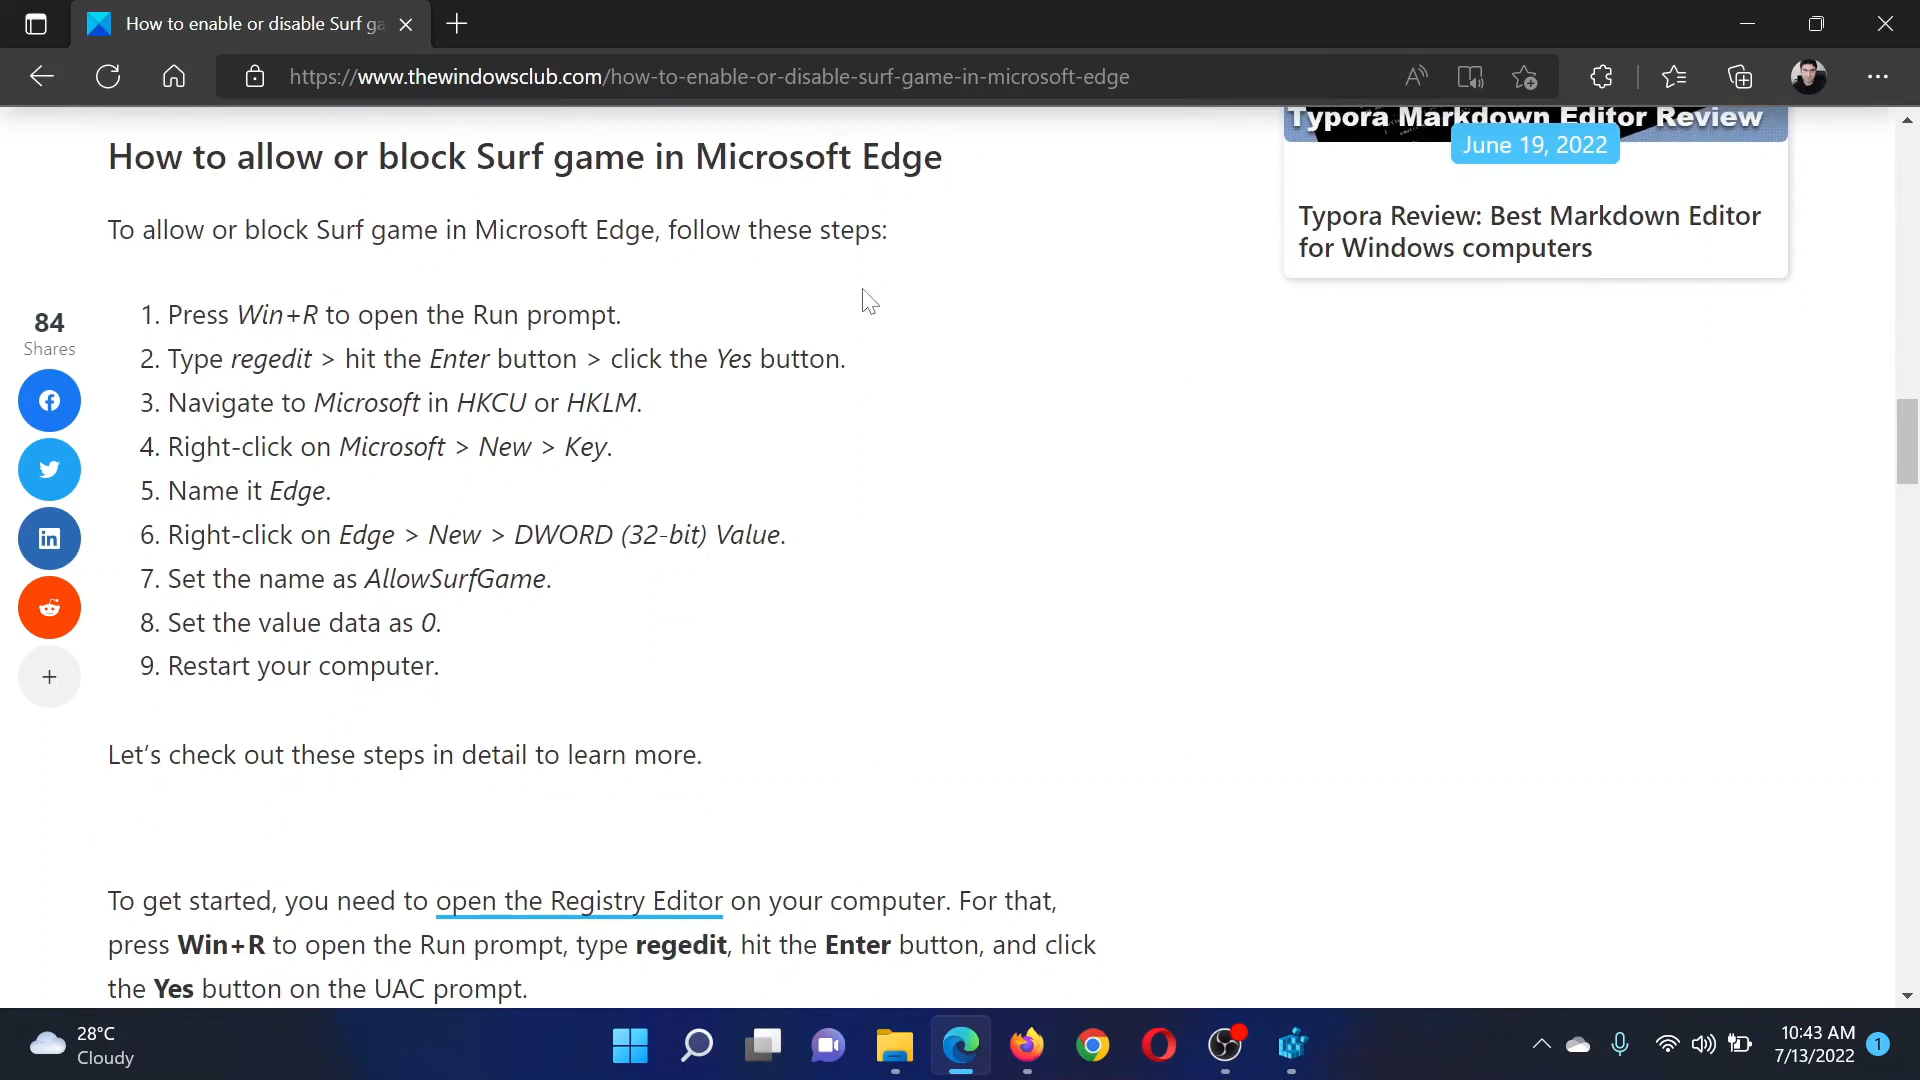 How to enable or disable Surf ga
https://www.thewindowsclub.com/how-to-enable-or-disable-surf-game-in-microsoft-edge
How to allow or block Surf game in Microsoft Edge
To allow or block Surf game in Microsoft Edge, follow these steps:
1. Press Win+R to open the Run prompt.
2. Type regedit > hit the Enter button > click the Yes button.
3. Navigate to Microsoft in HKCU or HKLM.
4. Right-click on Microsoft > New > Key.
5. Name it Edge.
6. Right-click on Edge > New > DWORD (32-bit) Value.
7. Set the name as AllowSurfGame.
8. Set the value data as 0.
9. Restart your computer.
Let’s check out these steps in detail to learn more.
To get started, you need to open the Registry Editor on your computer. For that,
press Win+R to open the Run prompt, type regedit, hit the Enter button, and click
the Yes button on the UAC prompt.
84
Shares
in
+
Typora Markdown Editor Review
June 19, 2022
Typora Review: Best Markdown Editor
for Windows computers
28°C
Cloudy
10:43 AM
7/13/2022
1